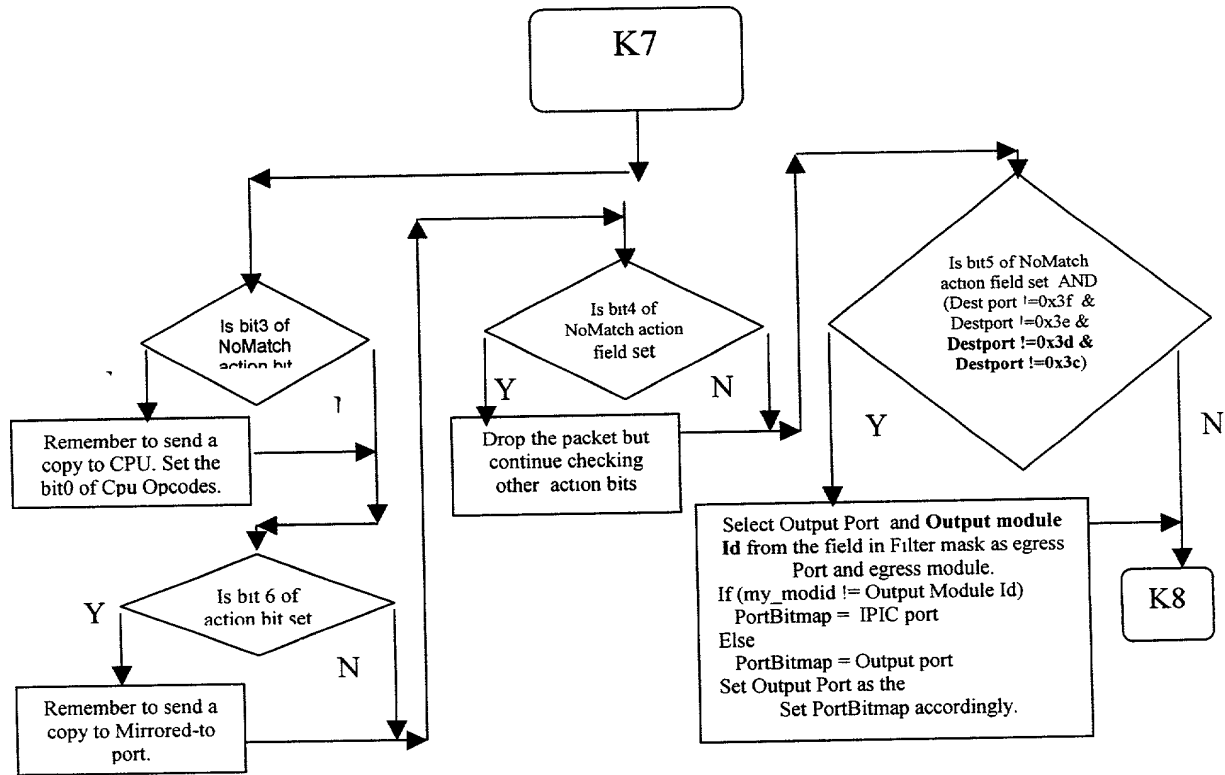 K7
Is bit3 of
NoMatch
action bit
Remember to send a
copy to CPU. Set the
bit0 of Cpu Opcodes.
Is bit 6 of
action bit set
Y
N
Remember to send a
copy to Mirrored-to
port.
Is bit4 of
NoMatch action
field set
Y
N
Drop the packet but
continue checking
other action bits
Is bit5 of NoMatch
action field set AND
(Dest port !=0x3f &
Destport !=0x3e &
Destport !=0x3d &
Destport !=0x3c)
Y
N
Select Output Port and Output module
Id from the field in Filter mask as egress
Port and egress module.
If (my_modid != Output Module Id)
PortBitmap = IPIC port
Else
PortBitmap = Output port
Set Output Port as the
Set PortBitmap accordingly.
K8